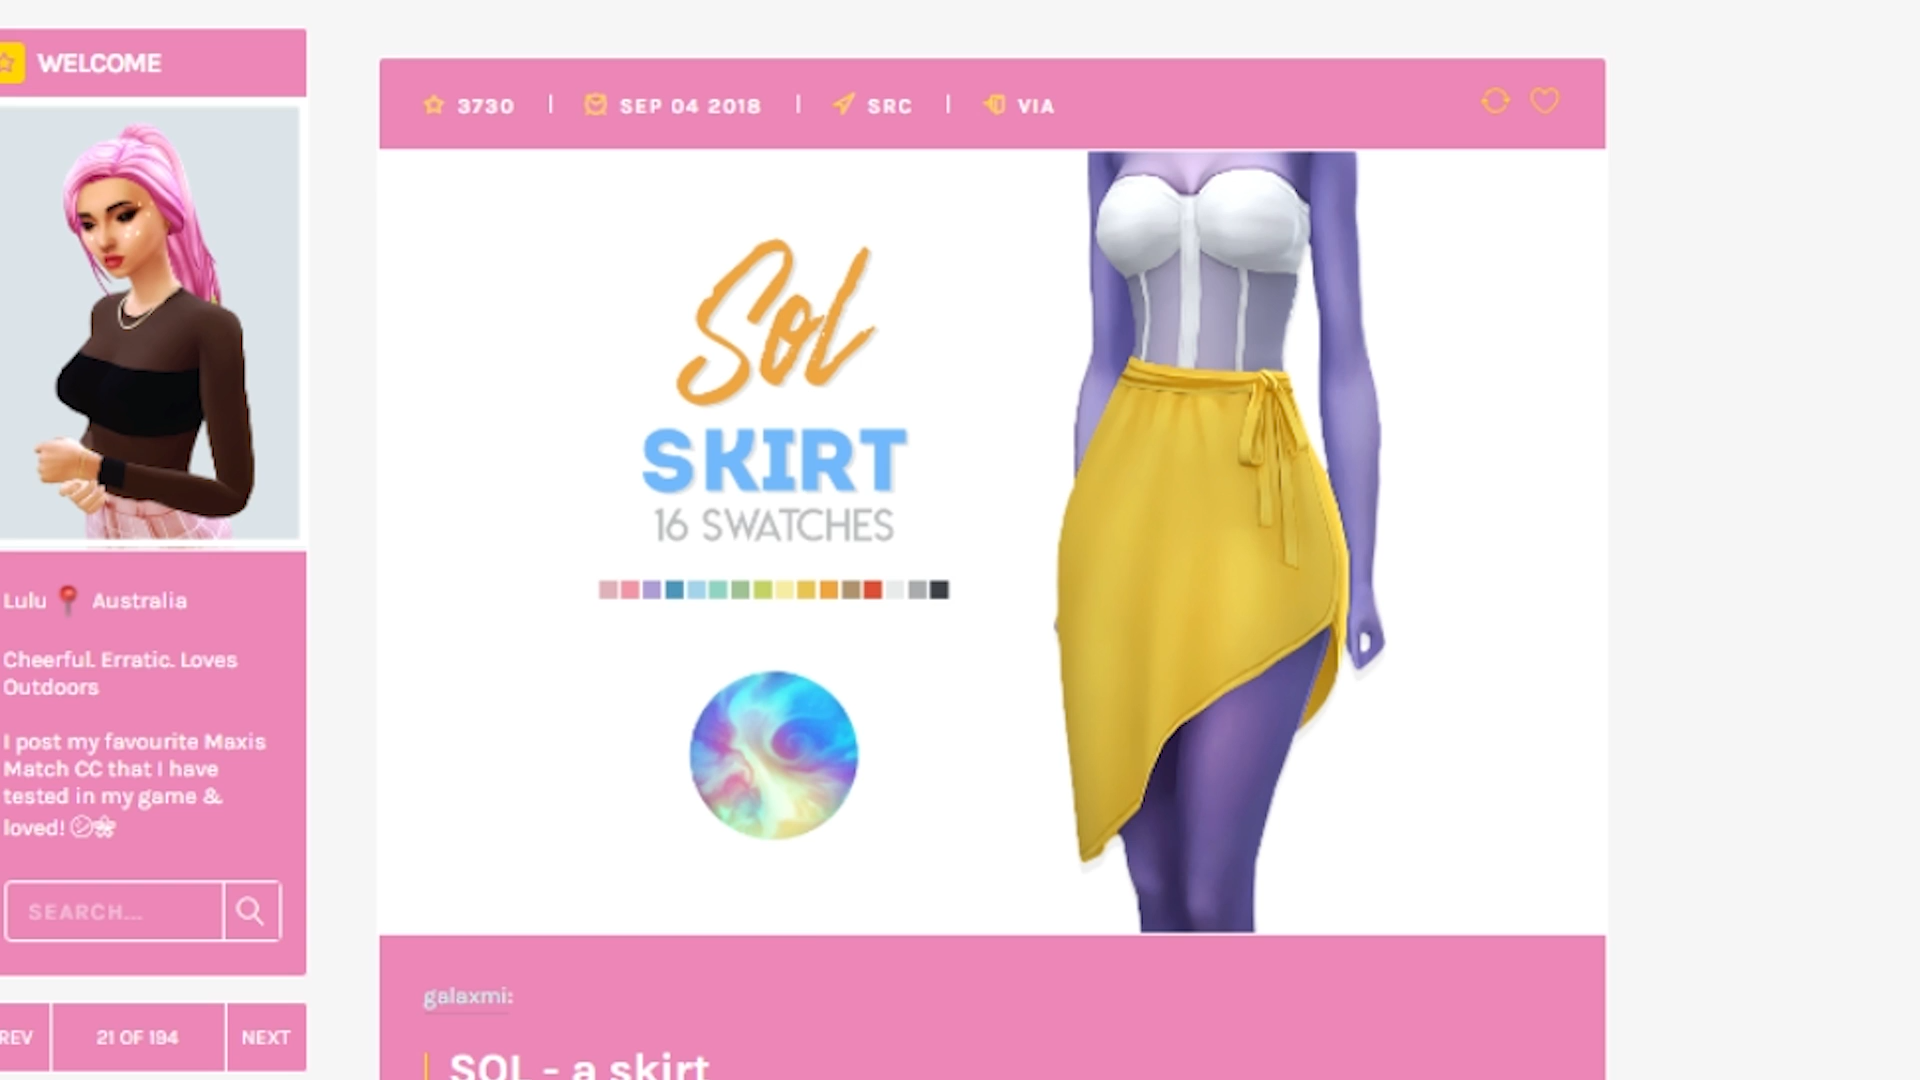 WELCOME
3730 | SEP 04 2018 | SRC | VIA
Sol
SKIRT
16 SWATCHES
Lulu 📍 Australia
Cheerful. Erratic. Loves
Outdoors
I post my favourite Maxis
Match CC that I have
tested in my game &
loved!
SEARCH...
REV
21 OF 194
NEXT
galaxmi:
SOL - a skirt